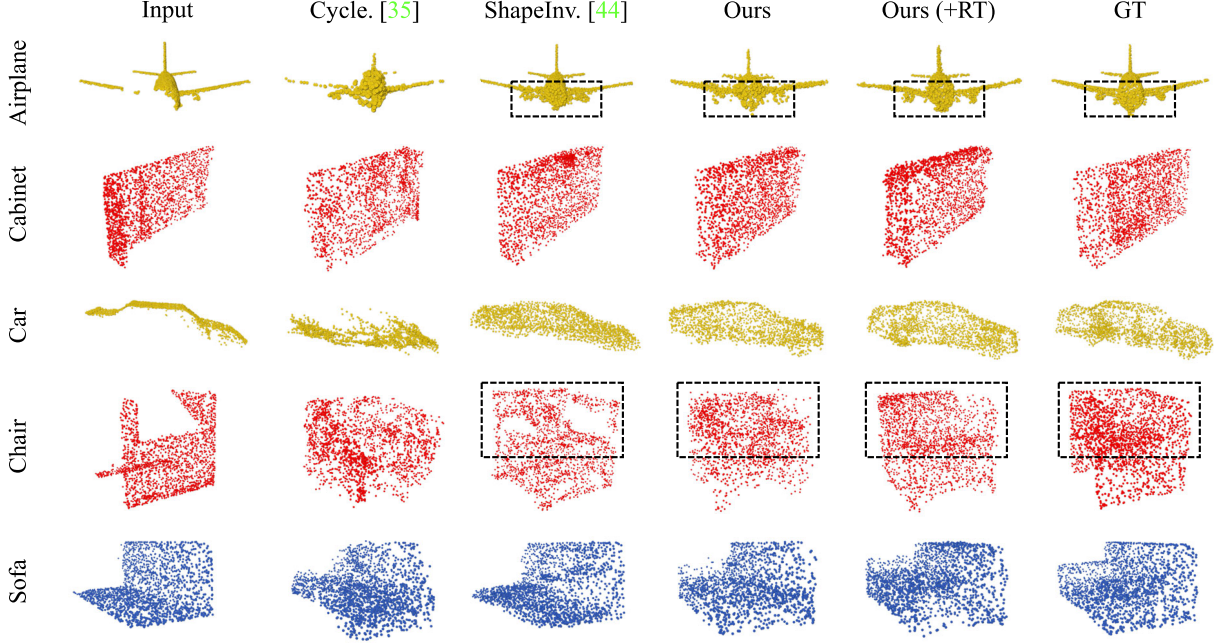 Input Cycle. [35] ShapeInv. [44] Ours Ours (+RT) GT
Airplane
Cabinet
Car
Chair
Sofa